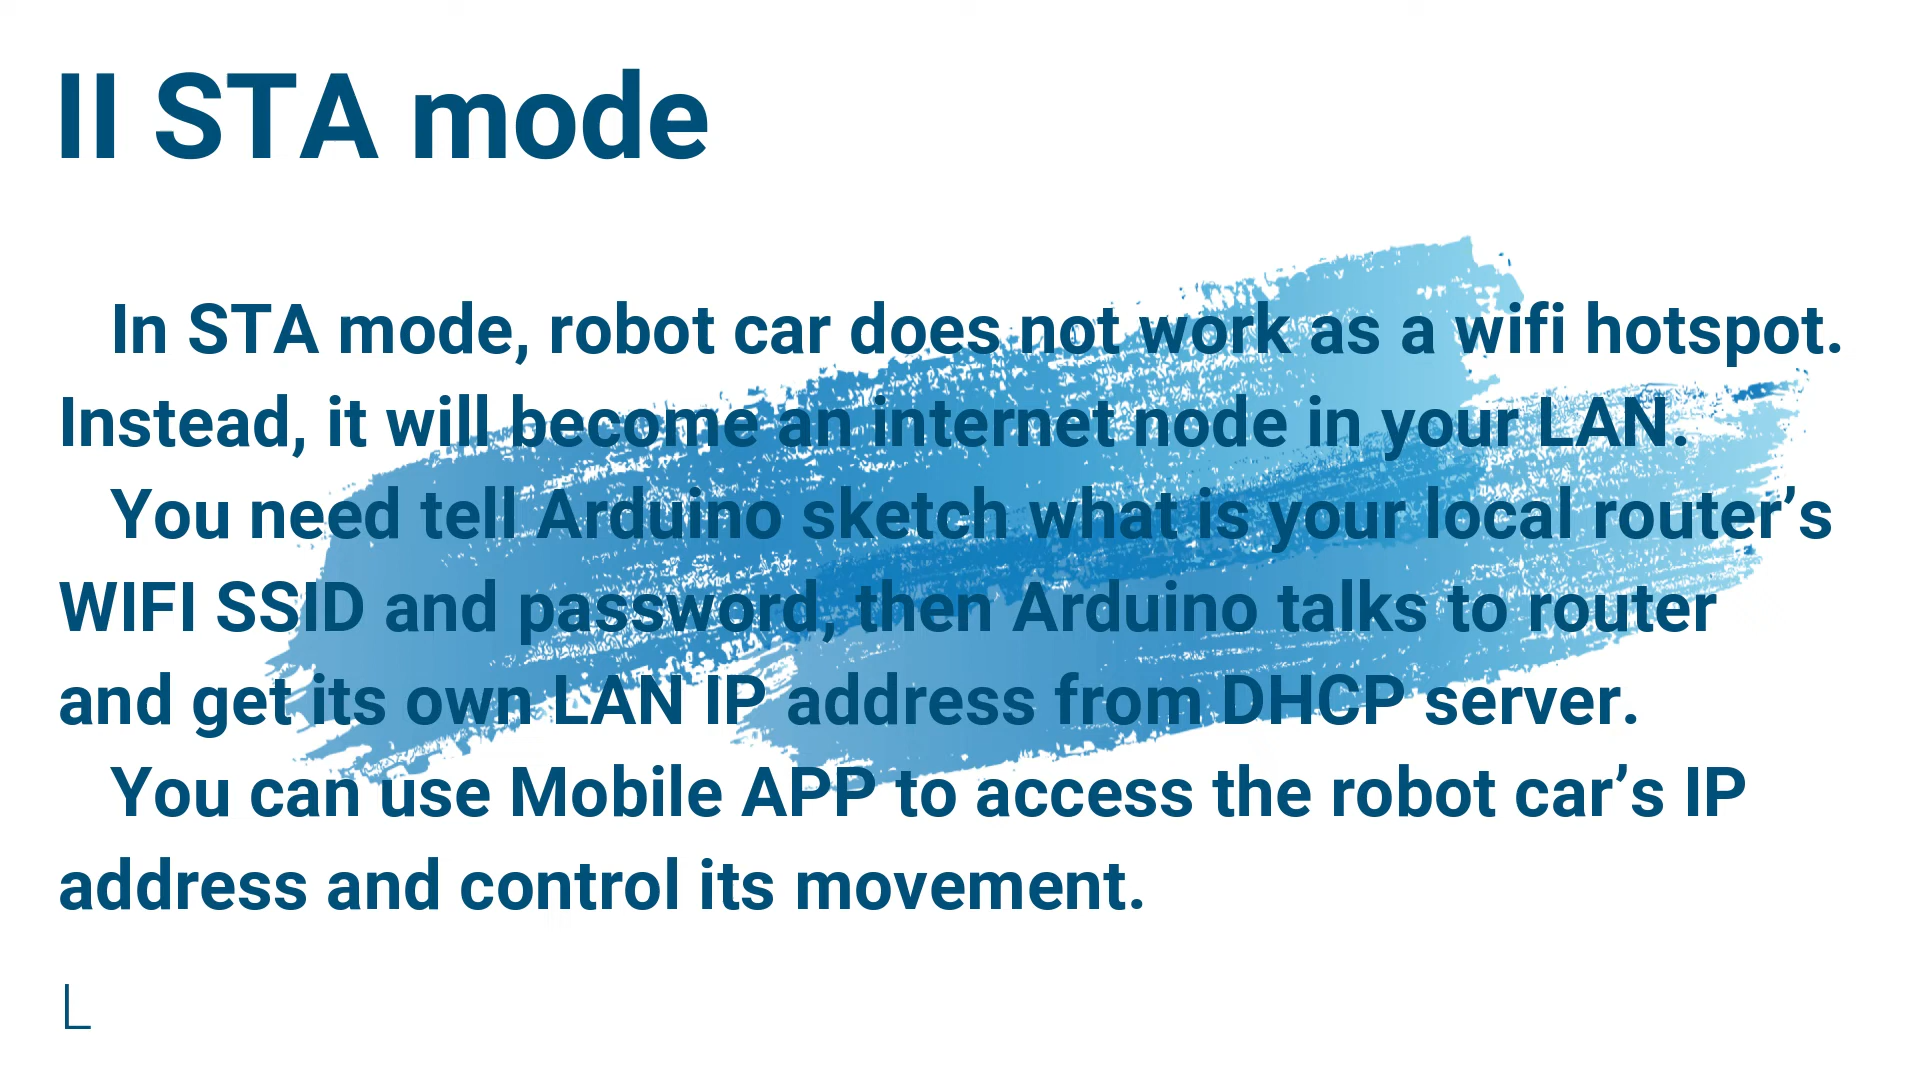 II STA mode
In STA mode, robot car does not work as a wifi hotspot.
Instead, it will become an internet node in your LAN.
You need tell Arduino sketch what is your local router’s
WIFI SSID and password, then Arduino talks to router
and get its own LAN IP address from DHCP server.
You can use Mobile APP to access the robot car’s IP
address and control its movement.
L